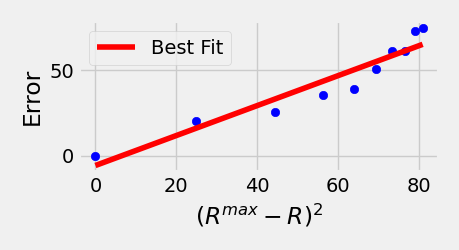 Best Fit
Error
50
0
0 20 40 60 80
(R^{max} − R)^2